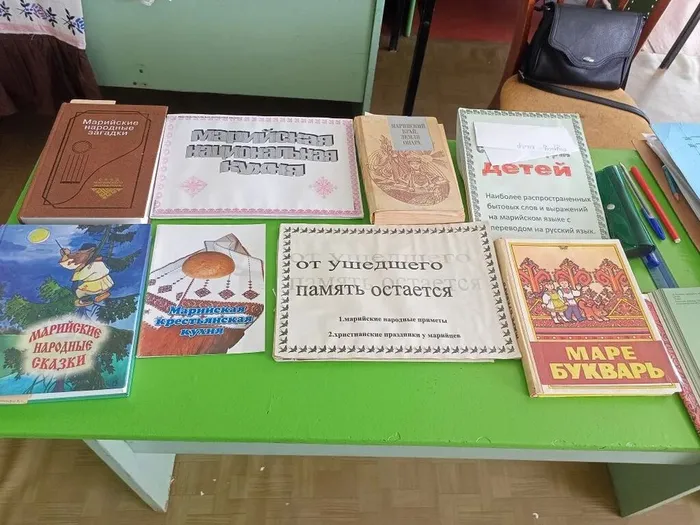 Марийские
народные
загадки
МАРИЙСКАЯ
НАЦИОНАЛЬНАЯ
КУХНЯ
МАРИЙСКИЙ
КРАЙ,
ЗЕМЛЯ
ОНАРА
детей
Наиболее распространенных
бытовых слов и выражений
на марийском языке с
переводом на русский язык.
МАРИЙСКИЕ
НАРОДНЫЕ
СКАЗКИ
Марийская
крестьянская
кухня
от ушедшего
память остается
1.марийские народные приметы
2.христианские праздники у марийцев
МАРЕ
БУКВАРЬ